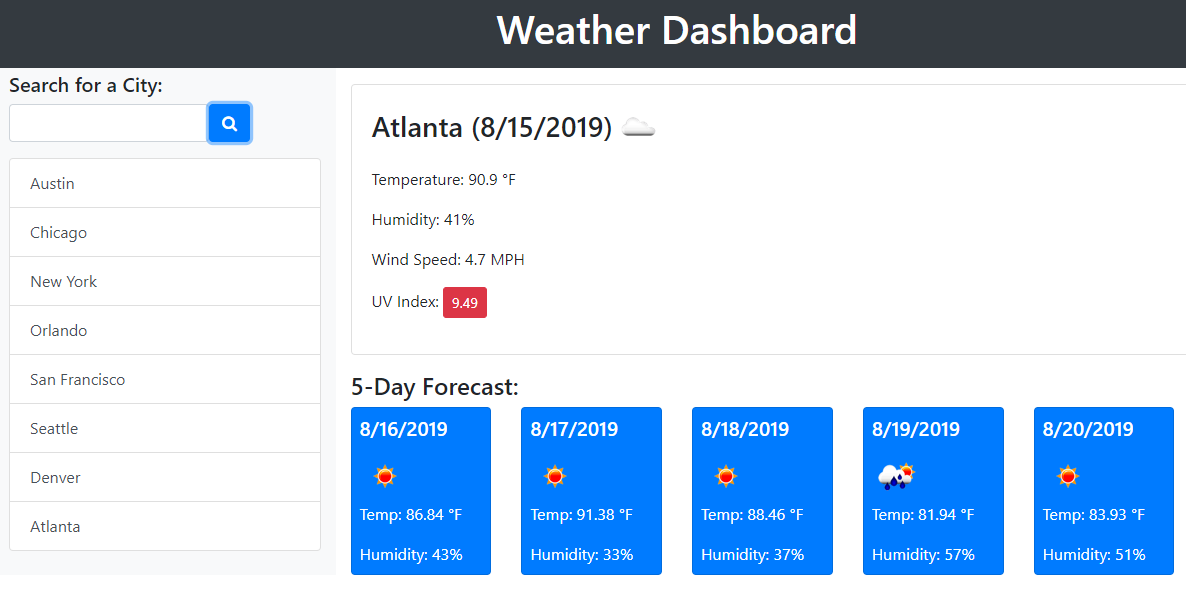 Weather Dashboard
Search for a City:
Austin
Chicago
New York
Orlando
San Francisco
Seattle
Denver
Atlanta
Atlanta (8/15/2019)
Temperature: 90.9 °F
Humidity: 41%
Wind Speed: 4.7 MPH
UV Index: 9.49
5-Day Forecast:
8/16/2019
Temp: 86.84 °F
Humidity: 43%
8/17/2019
Temp: 91.38 °F
Humidity: 33%
8/18/2019
Temp: 88.46 °F
Humidity: 37%
8/19/2019
Temp: 81.94 °F
Humidity: 57%
8/20/2019
Temp: 83.93 °F
Humidity: 51%